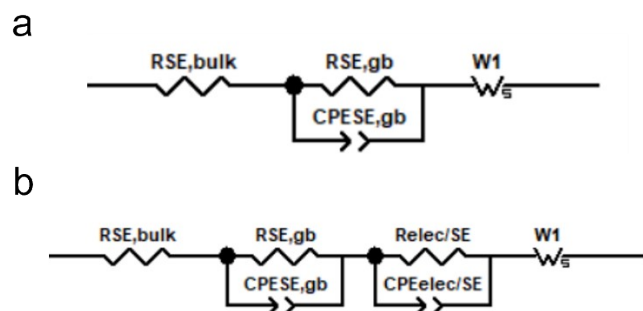 a
RSE,bulk
RSE,gb
W1
CPESE,gb
s
b
RSE,bulk
RSE,gb
Relec/SE
W1
CPESE,gb
CPEelec/SE
s